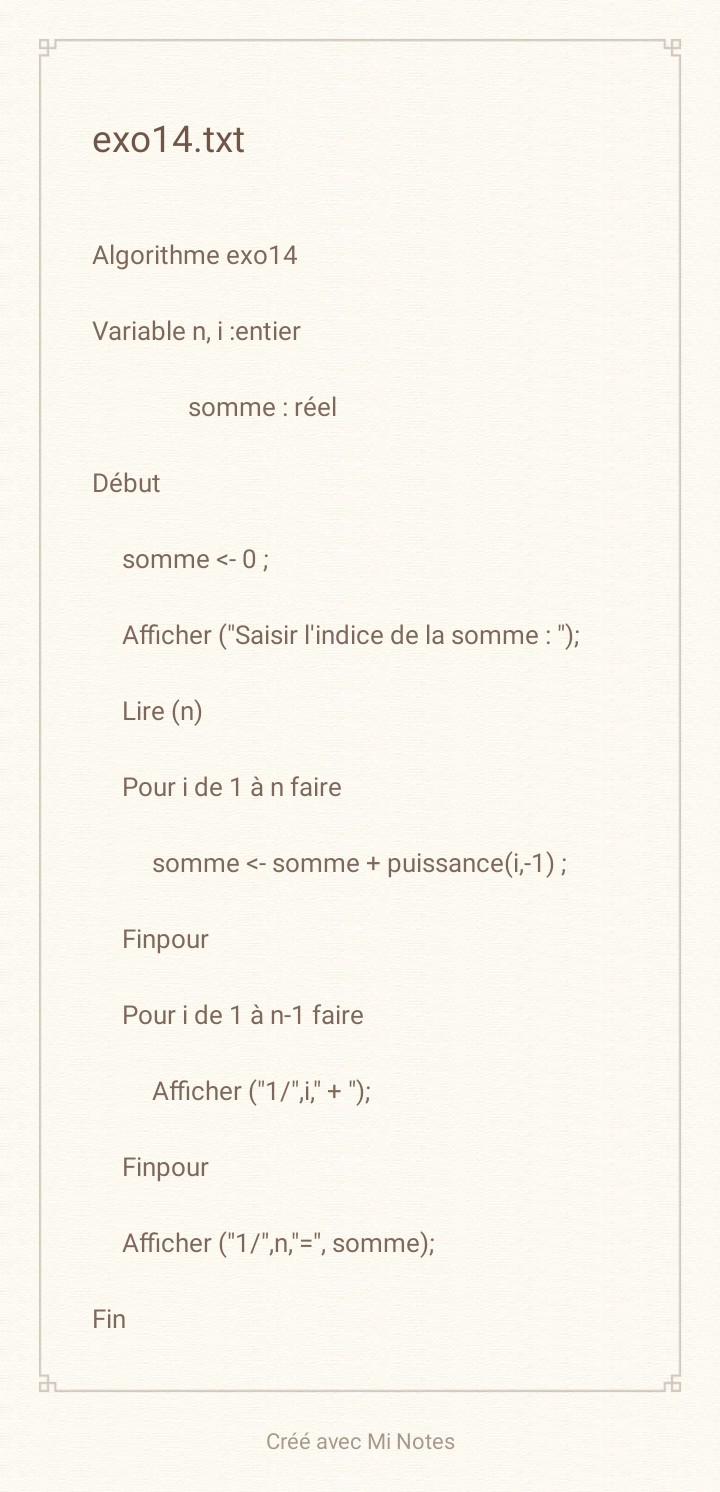 exo14.txt
Algorithme exo14
Variable n, i :entier
somme : réel
Début
somme <- 0 ;
Afficher ("Saisir l'indice de la somme : ");
Lire (n)
Pour i de 1 à n faire
somme <- somme + puissance(i,-1) ;
Finpour
Pour i de 1 à n-1 faire
Afficher ("1/",i," + ");
Finpour
Afficher ("1/",n,"=", somme);
Fin
Créé avec Mi Notes